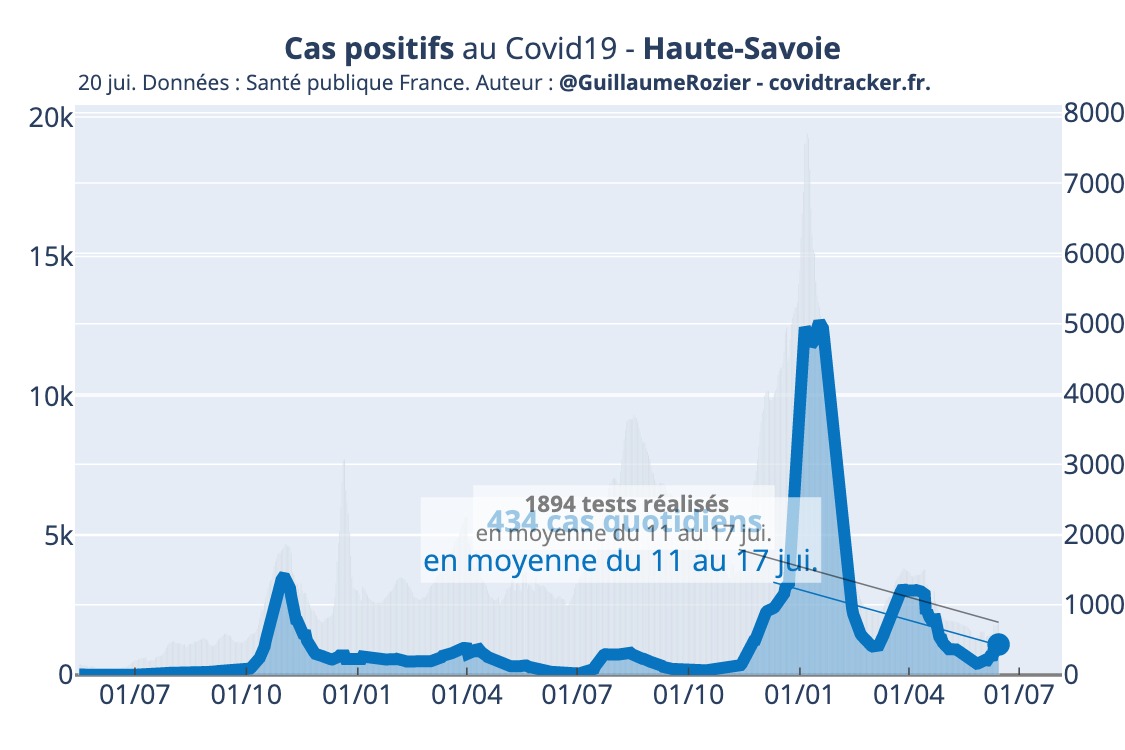 Cas positifs au Covid19 - Haute-Savoie
20 jui. Données : Santé publique France. Auteur : @GuillaumeRozier - covidtracker.fr.
20k
8000
7000
15k
6000
5000
10k
4000
3000
1894 tests réalisés
434 cas quotidiens
en moyenne du 11 au 17 jui.
en moyenne du 11 au 17 jui.
5k
2000
1000
0
0
01/07 01/10 01/01 01/04 01/07 01/10 01/01 01/04 01/07